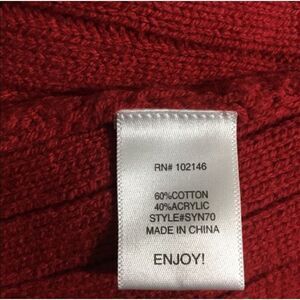 RN# 102146
60%COTTON
40%ACRYLIC
STYLE#SYN70
MADE IN CHINA
ENJOY!